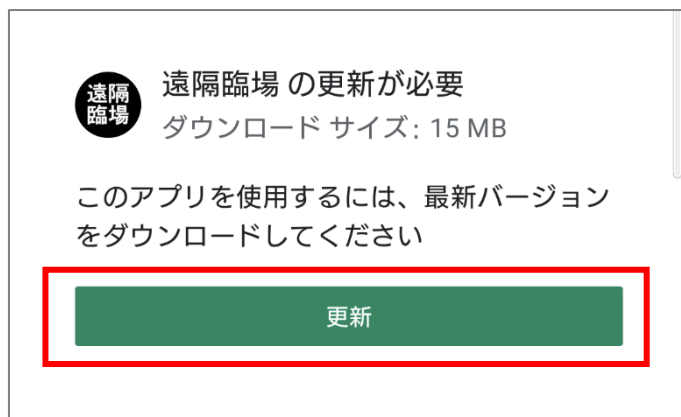 遠隔
臨場
遠隔臨場 の更新が必要
ダウンロード サイズ: 15 MB
このアプリを使用するには、最新バージョン
をダウンロードしてください
更新